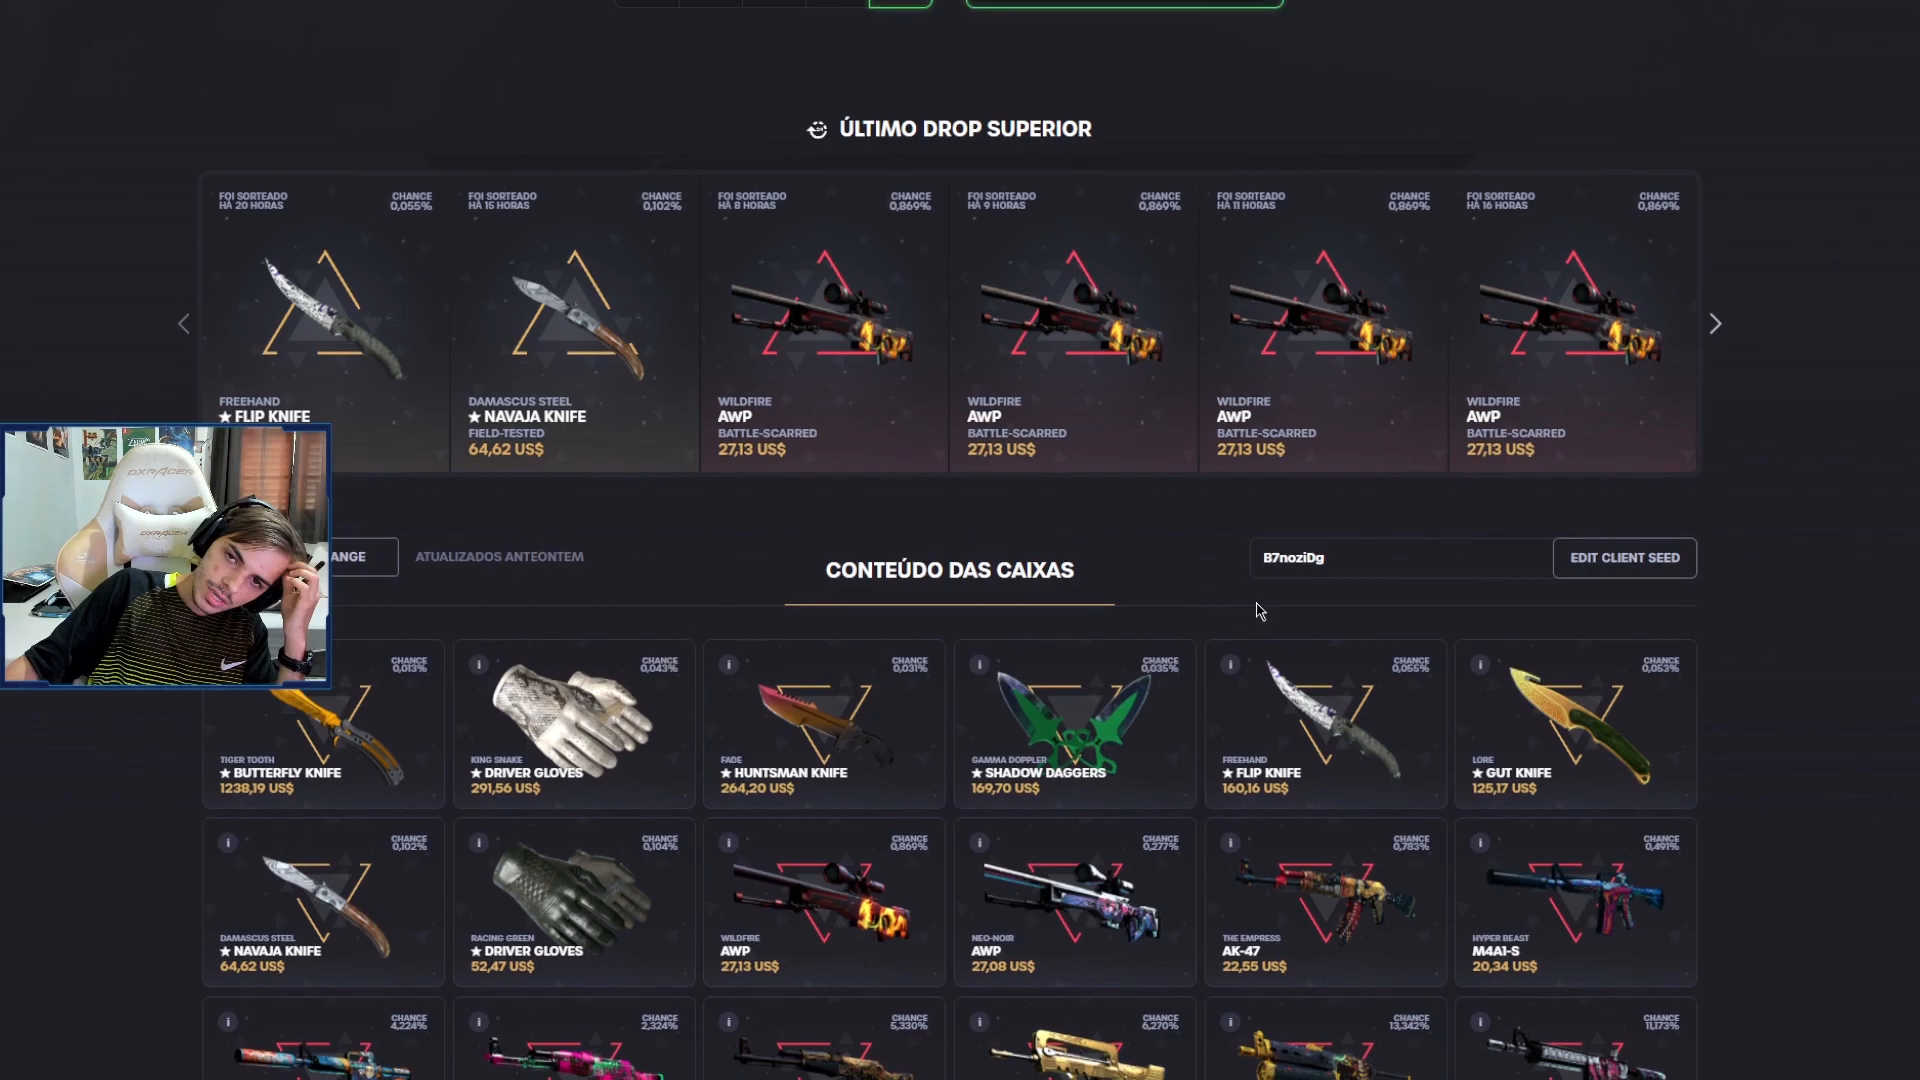 ÚLTIMO DROP SUPERIOR
FOI SORTEADO
HÁ 20 HORAS
CHANCE
0,055%
FREEHAND
★ FLIP KNIFE
FOI SORTEADO
HÁ 15 HORAS
CHANCE
0,102%
DAMASCUS STEEL
★ NAVAJA KNIFE
FIELD-TESTED
64,62 US$
FOI SORTEADO
HÁ 8 HORAS
CHANCE
0,869%
WILDFIRE
AWP
BATTLE-SCARRED
27,13 US$
FOI SORTEADO
HÁ 9 HORAS
CHANCE
0,869%
WILDFIRE
AWP
BATTLE-SCARRED
27,13 US$
FOI SORTEADO
HÁ 11 HORAS
CHANCE
0,869%
WILDFIRE
AWP
BATTLE-SCARRED
27,13 US$
FOI SORTEADO
HÁ 16 HORAS
CHANCE
0,869%
WILDFIRE
AWP
BATTLE-SCARRED
27,13 US$
DXRACER
DXRACER
ANGE
ATUALIZADOS ANTEONTEM
CONTEÚDO DAS CAIXAS
B7noziDg
EDIT CLIENT SEED
CHANCE
0,013%
TIGER TOOTH
★ BUTTERFLY KNIFE
1238,19 US$
CHANCE
0,043%
KING SNAKE
★ DRIVER GLOVES
291,56 US$
CHANCE
0,031%
FADE
★ HUNTSMAN KNIFE
264,20 US$
CHANCE
0,035%
GAMMA DOPPLER
★ SHADOW DAGGERS
169,70 US$
CHANCE
0,055%
FREEHAND
★ FLIP KNIFE
160,16 US$
CHANCE
0,053%
LORE
★ GUT KNIFE
125,17 US$
CHANCE
0,102%
DAMASCUS STEEL
★ NAVAJA KNIFE
64,62 US$
CHANCE
0,104%
RACING GREEN
★ DRIVER GLOVES
52,47 US$
CHANCE
0,869%
WILDFIRE
AWP
27,13 US$
CHANCE
0,277%
NEO-NOIR
AWP
27,08 US$
CHANCE
0,783%
THE EMPRESS
AK-47
22,55 US$
CHANCE
0,491%
HYPER BEAST
M4A1-S
20,34 US$
CHANCE
4,224%
CHANCE
2,324%
CHANCE
5,330%
CHANCE
6,270%
CHANCE
13,342%
CHANCE
11,173%